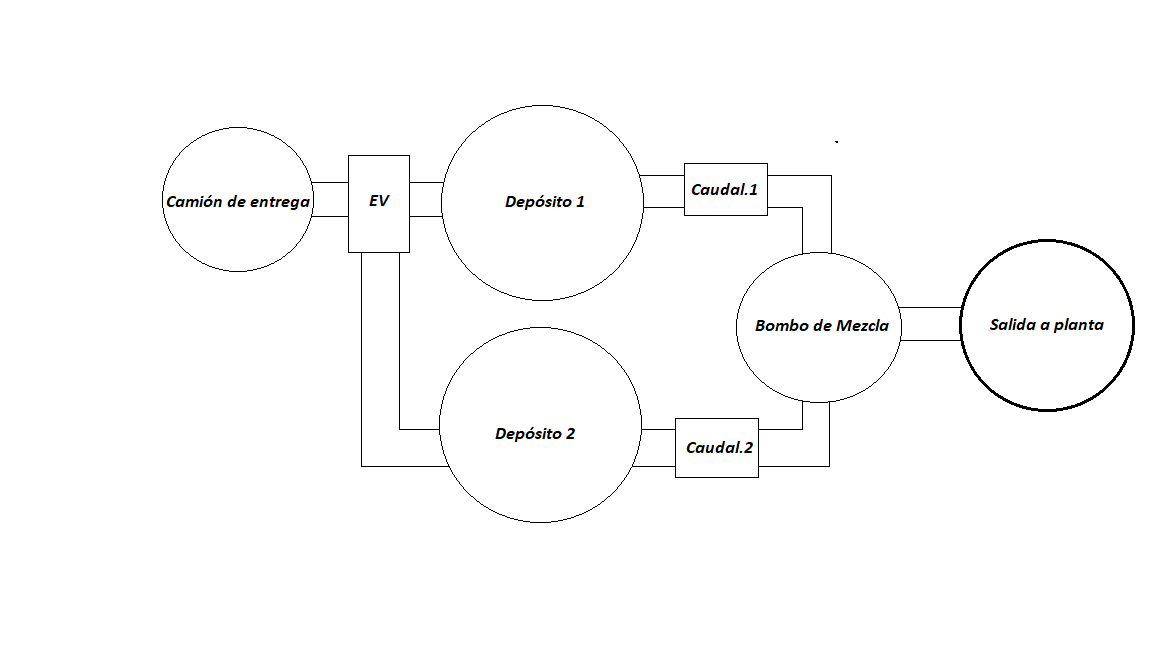 Camión de entrega
EV
Depósito 1
Caudal.1
Bombo de Mezcla
Salida a planta
Depósito 2
Caudal.2